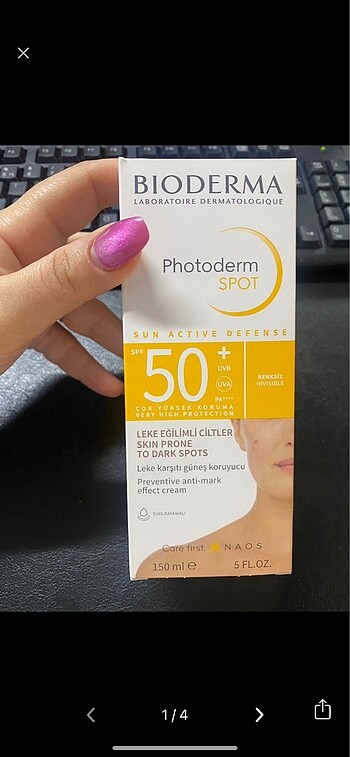 BIODERMA
LABORATOIRE DERMATOLOGIQUE
Photoderm
SPOT
SUN ACTIVE DEFENSE
SPF 50+
UVB
UVA
PA++++
RENKSİZ
INVISIBLE
ÇOK YÜKSEK KORUMA
VERY HIGH PROTECTION
LEKE EĞİLİMLİ CİLTLER
SKIN PRONE
TO DARK SPOTS
Leke karşıtı güneş koruyucu
Preventive anti-mark
effect cream
SUYA DAYANIKLI
Care first. NAOS
150 ml e 5 FL.OZ.
1/4